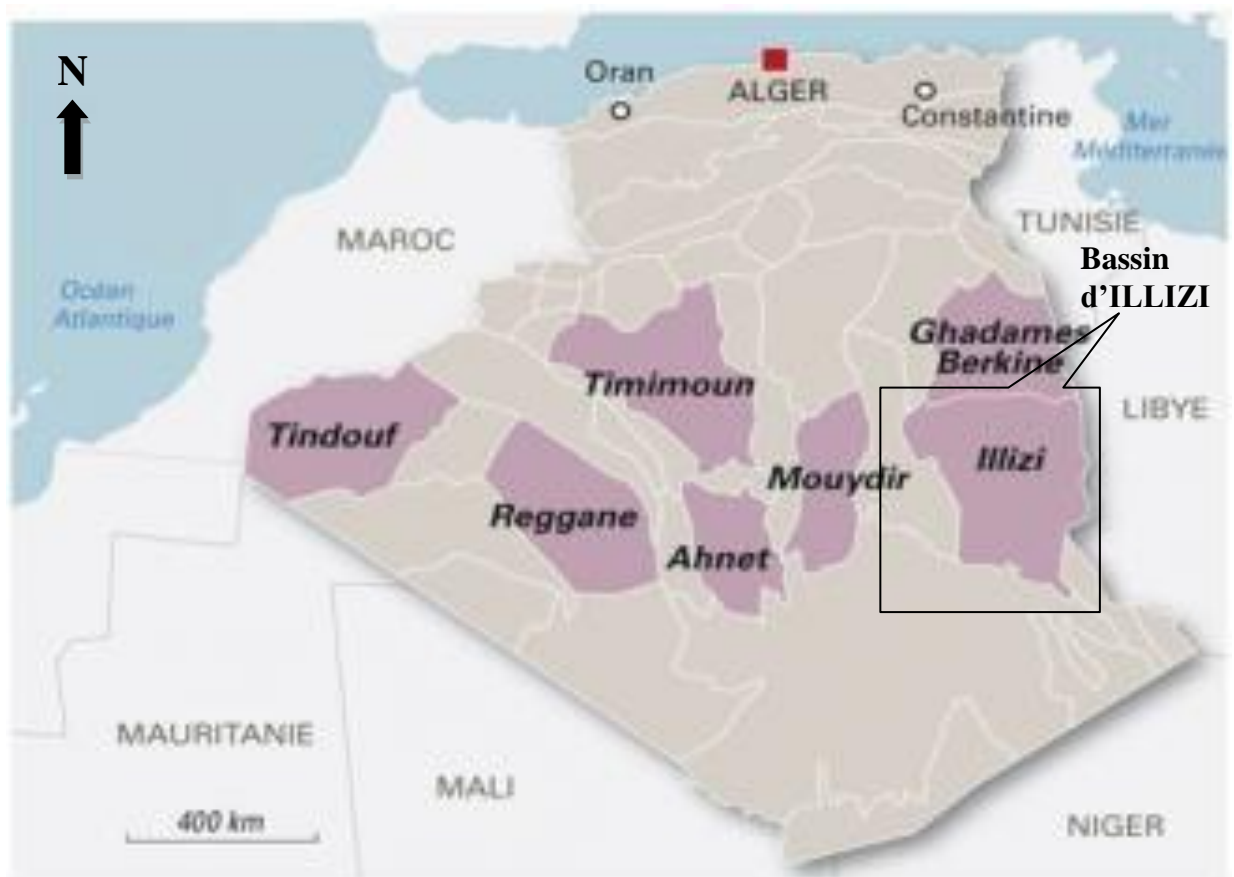 N
Oran
ALGER
Constantine
Mer
Méditerranée
MAROC
TUNISIE
Bassin
d’ILLIZI
Océan
Atlantique
Ghadames
Berkine
Timimoun
LIBYE
Tindouf
Illizi
Mouydir
Reggane
Ahnet
MAURITANIE
MALI
400 km
NIGER